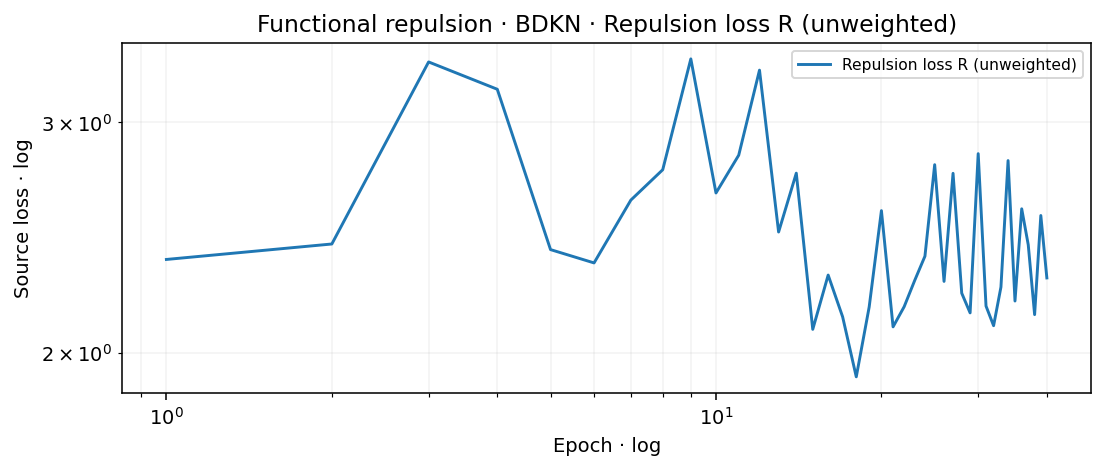 Functional repulsion · BDKN · Repulsion loss R (unweighted)
Repulsion loss R (unweighted)
Source loss · log
3 × 10⁰
2 × 10⁰
10⁰
10¹
Epoch · log